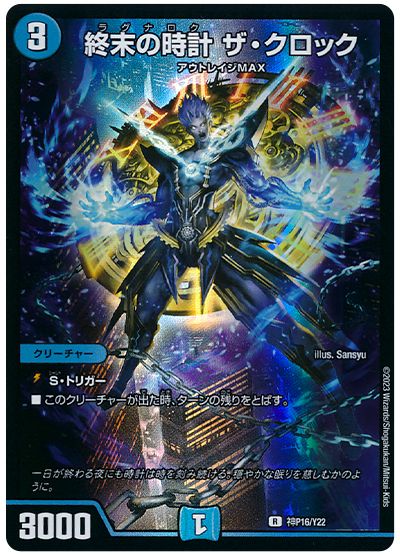 3
ラグナロク
終末の時計 ザ・クロック
アウトレイジMAX
クリーチャー
illus. Sansyu
S・トリガー
■ このクリーチャーが出た時、ターンの残りをとばす。
一日が終わる夜にも時計は時を刻み続ける。穏やかな眠りを慈しむかのよ
うに。
©2023 Wizards/Shogakukan/Mitsui-Kids
3000
1
R 神P16/Y22